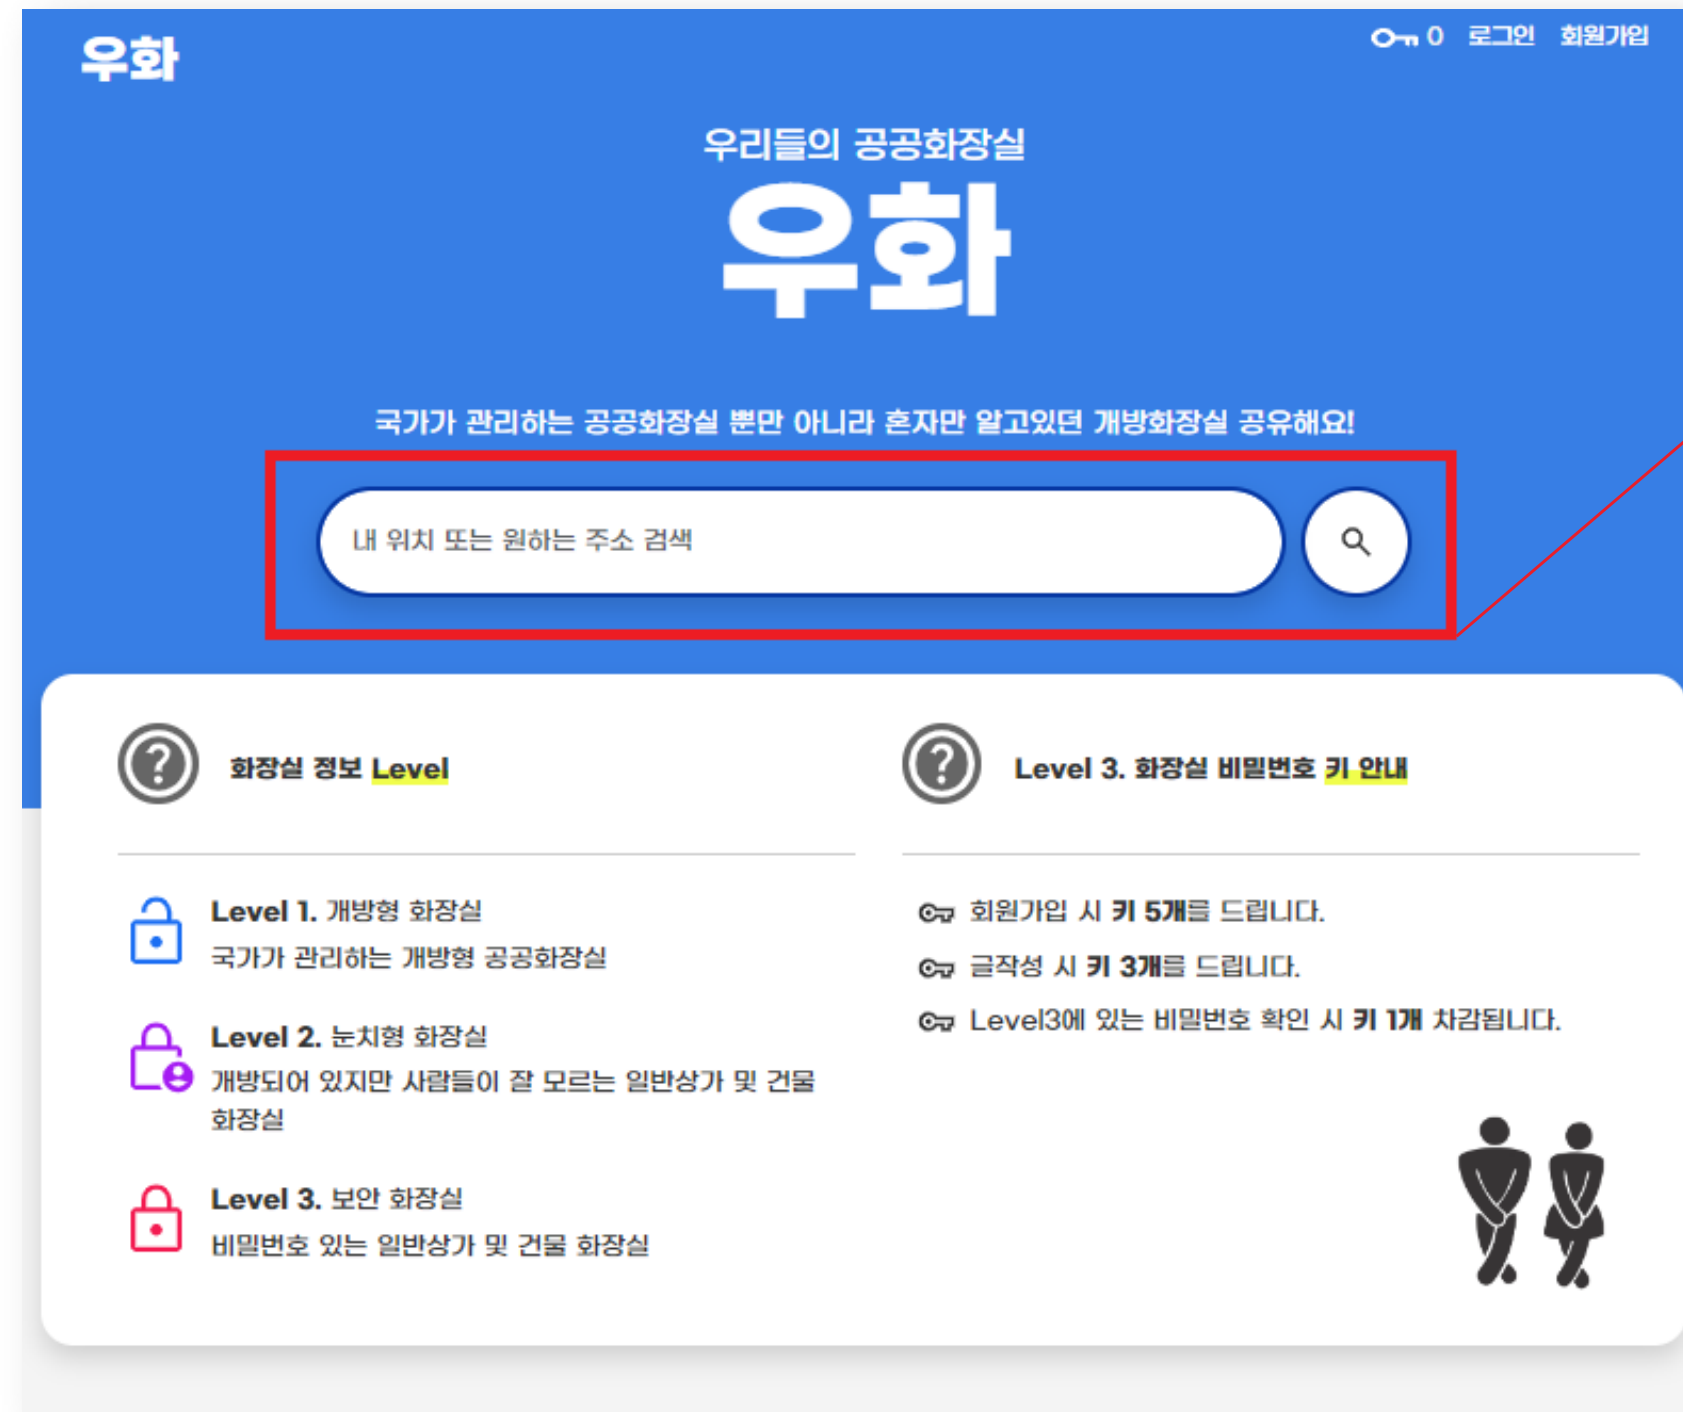 우화
0 로그인 회원가입
우리들의 공공화장실
우화
국가가 관리하는 공공화장실 뿐만 아니라 혼자만 알고있던 개방화장실 공유해요!
내 위치 또는 원하는 주소 검색
화장실 정보 Level
Level 1. 개방형 화장실
국가가 관리하는 개방형 공공화장실
Level 2. 눈치형 화장실
개방되어 있지만 사람들이 잘 모르는 일반상가 및 건물
화장실
Level 3. 보안 화장실
비밀번호 있는 일반상가 및 건물 화장실
Level 3. 화장실 비밀번호 키 안내
회원가입 시 키 5개를 드립니다.
글작성 시 키 3개를 드립니다.
Level3에 있는 비밀번호 확인 시 키 1개 차감됩니다.